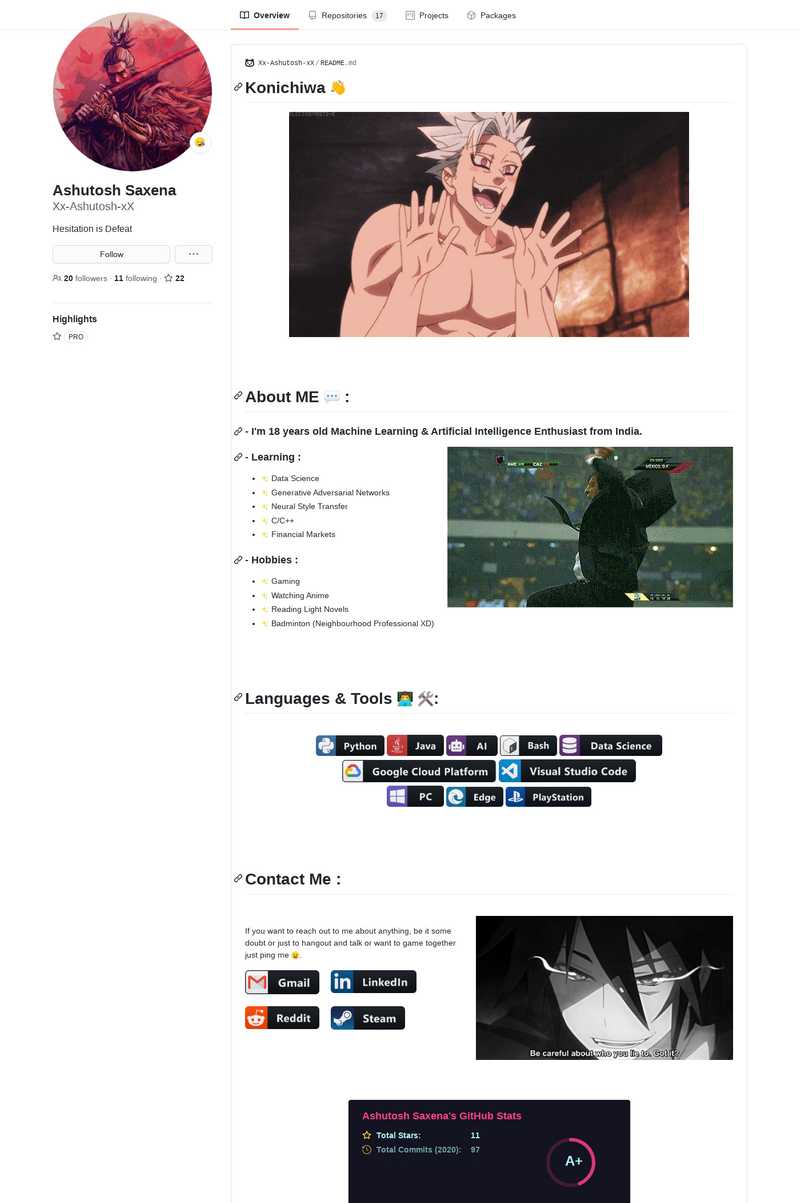 Overview
Repositories 17
Projects
Packages
Ashutosh Saxena
Xx-Ashutosh-xX
Hesitation is Defeat
Follow
20 followers · 11 following · 22
Highlights
PRO
Xx-Ashutosh-xX/README.md
Konichiwa 👋
About ME 💬 :
- I'm 18 years old Machine Learning & Artificial Intelligence Enthusiast from India.
- Learning :
Data Science
Generative Adversarial Networks
Neural Style Transfer
C/C++
Financial Markets
- Hobbies :
Gaming
Watching Anime
Reading Light Novels
Badminton (Neighbourhood Professional XD)
Languages & Tools 👨‍💻 🛠️:
Python
Java
AI
Bash
Data Science
Google Cloud Platform
Visual Studio Code
PC
Edge
PlayStation
Contact Me :
If you want to reach out to me about anything, be it some
doubt or just to hangout and talk or want to game together
just ping me
Gmail
LinkedIn
Reddit
Steam
Be careful about who you lie to. Got it?
Ashutosh Saxena's GitHub Stats
Total Stars: 11
Total Commits (2020): 97
A+